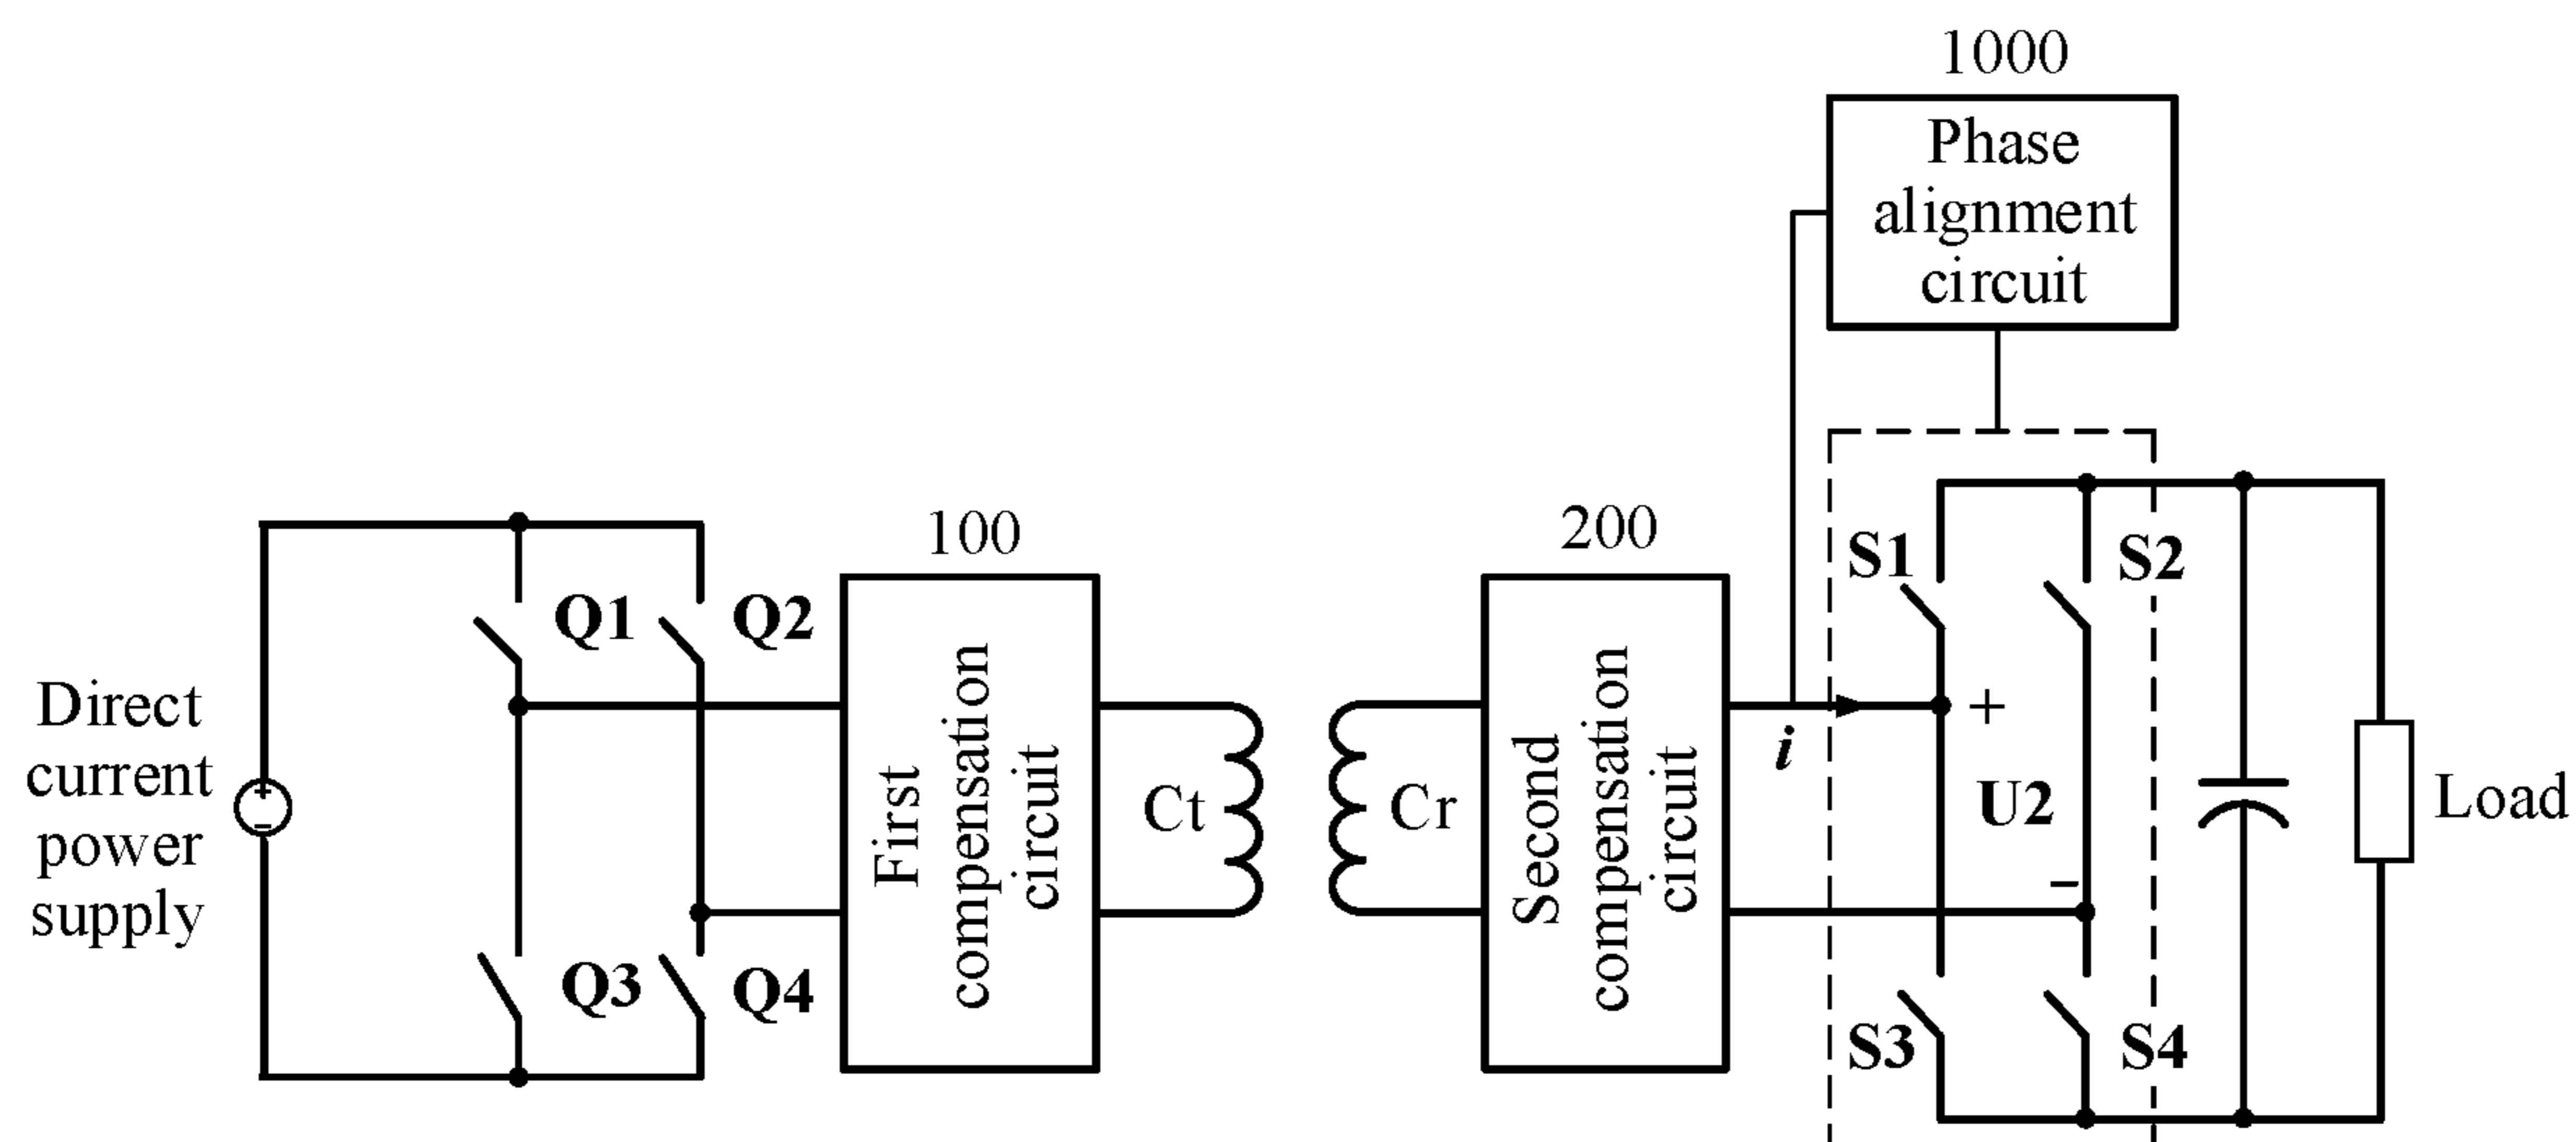 1000
Phase
alignment
circuit
Direct
current
power
supply
+
-
Q1
Q2
Q3
Q4
100
First
compensation
circuit
Ct
Cr
200
Second
compensation
circuit
i
S1
S2
+
U2
−
S3
S4
Load